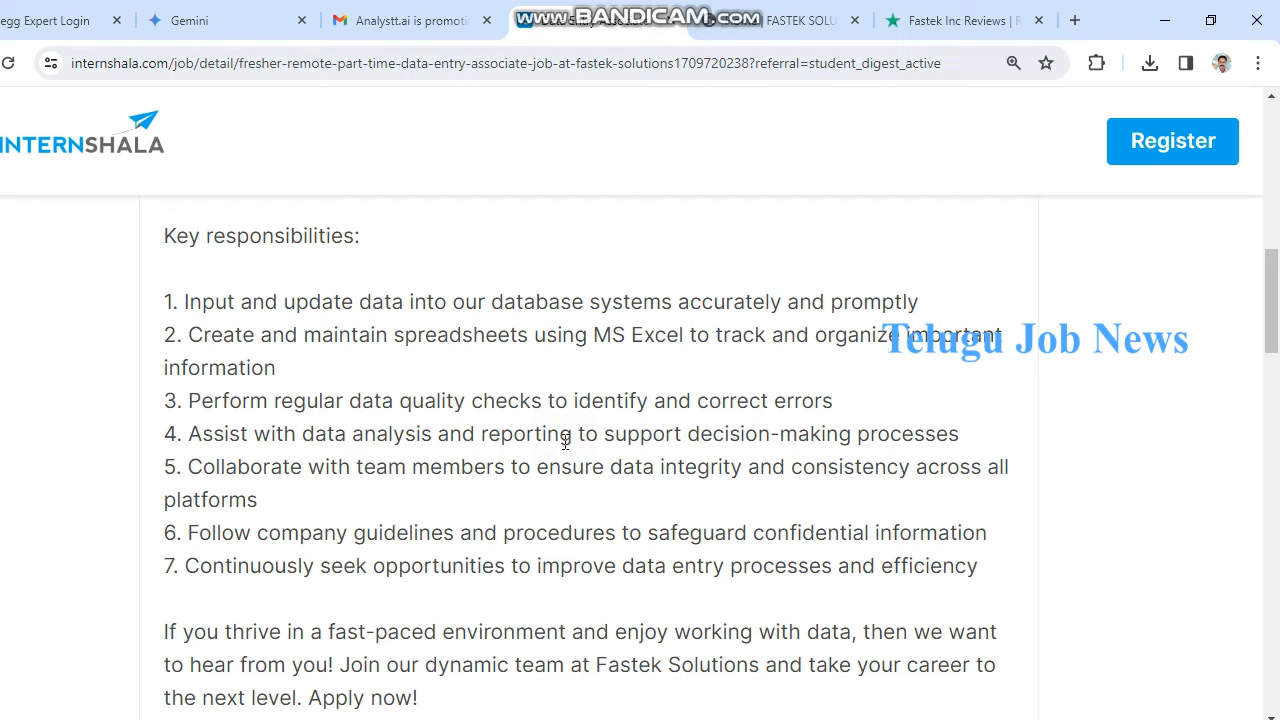 egg Expert Login
Gemini
Analystt.ai is promoti
www.BANDICAM.com
FASTEK SOLU
Fastek Inc Reviews | R
internshala.com/job/detail/fresher-remote-part-time-data-entry-associate-job-at-fastek-solutions1709720238?referral=student_digest_active
INTERNSHALA
Register
Key responsibilities:
1. Input and update data into our database systems accurately and promptly
2. Create and maintain spreadsheets using MS Excel to track and organize important
Telugu Job News
information
3. Perform regular data quality checks to identify and correct errors
4. Assist with data analysis and reporting to support decision-making processes
5. Collaborate with team members to ensure data integrity and consistency across all
platforms
6. Follow company guidelines and procedures to safeguard confidential information
7. Continuously seek opportunities to improve data entry processes and efficiency
If you thrive in a fast-paced environment and enjoy working with data, then we want
to hear from you! Join our dynamic team at Fastek Solutions and take your career to
the next level. Apply now!